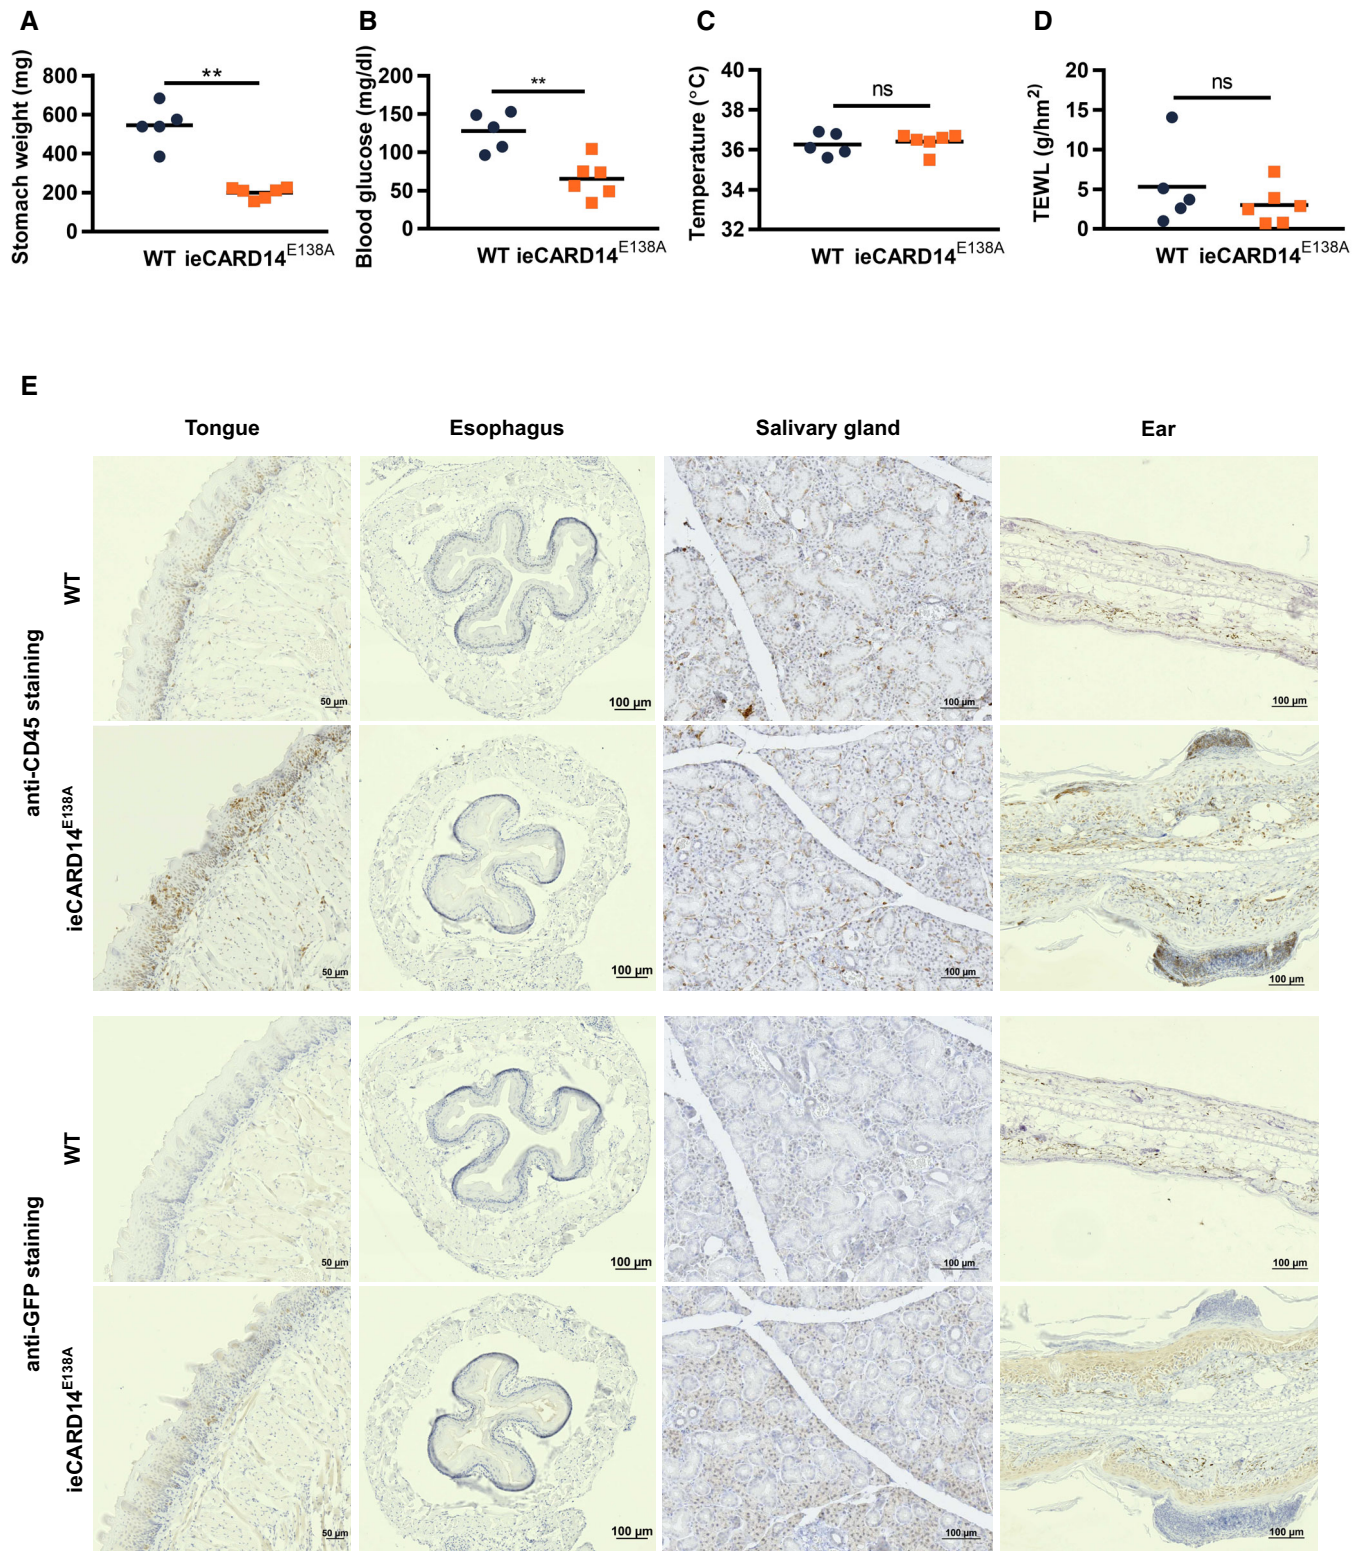 A
B
C
D
Stomach weight (mg)
800
600
400
200
0
**
WT ieCARD14E138A
Blood glucose (mg/dl)
200
150
100
50
0
**
WT ieCARD14E138A
Temperature (°C)
40
38
36
34
32
ns
WT ieCARD14E138A
TEWL (g/hm2)
20
15
10
5
0
ns
WT ieCARD14E138A
E
Tongue
Esophagus
Salivary gland
Ear
anti-CD45 staining
WT
50 µm
100 µm
100 µm
100 µm
ieCARD14E138A
50 µm
100 µm
100 µm
100 µm
anti-GFP staining
WT
50 µm
100 µm
100 µm
100 µm
ieCARD14E138A
50 µm
100 µm
100 µm
100 µm